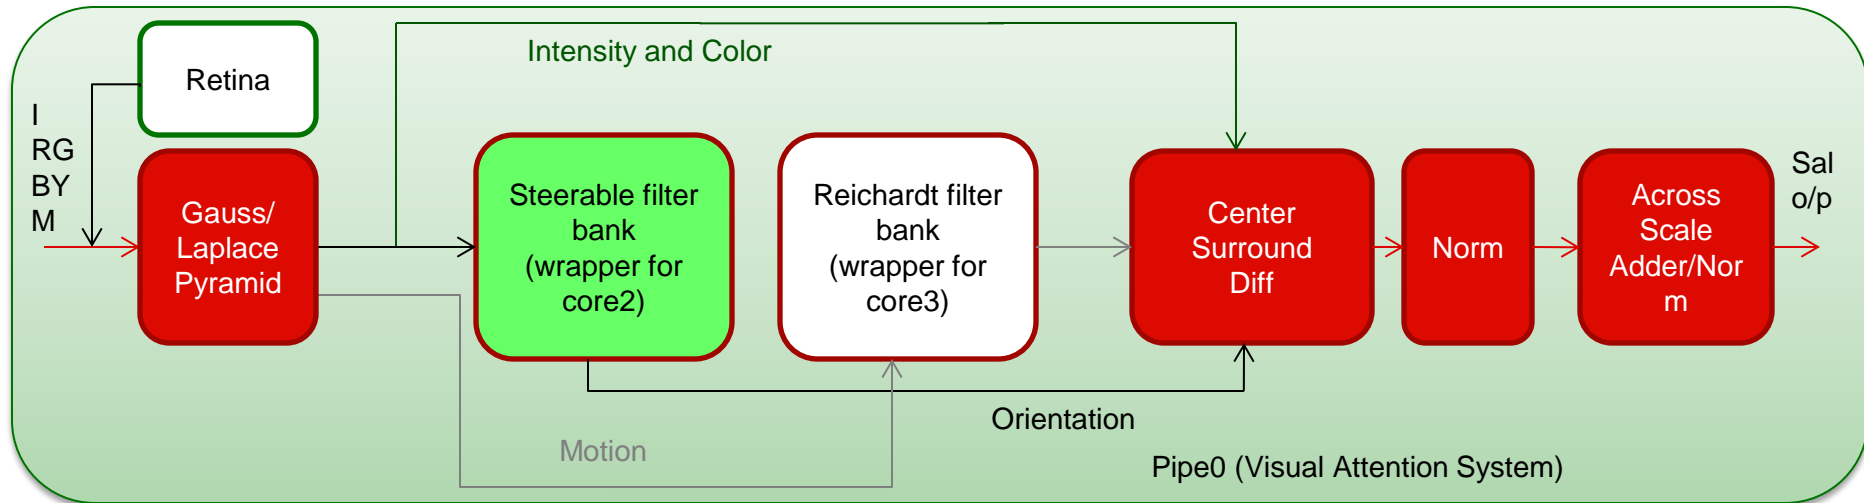 Intensity and Color
Retina
I
RG
BY
M
Gauss/
Laplace
Pyramid
Steerable filter
bank
(wrapper for
core2)
Reichardt filter
bank
(wrapper for
core3)
Center
Surround
Diff
Norm
Across
Scale
Adder/Nor
m
Sal
o/p
Orientation
Motion
Pipe0 (Visual Attention System)